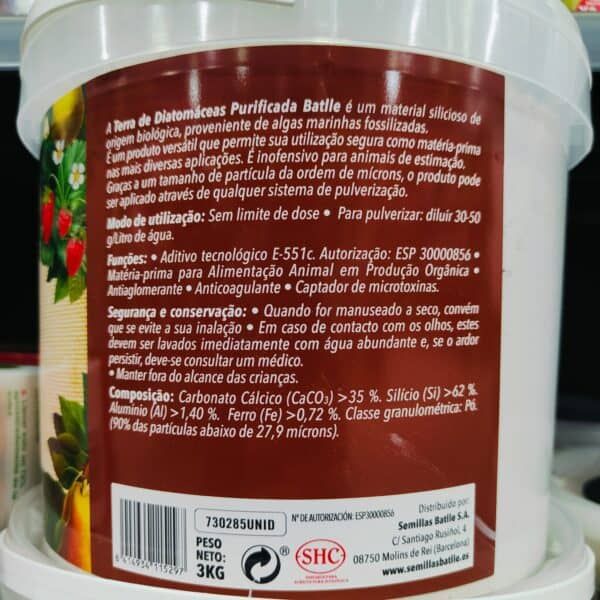 A Terra de Diatomáceas Purificada Batlle é um material silicioso de
origem biológica, proveniente de algas marinhas fossilizadas.
É um produto versátil que permite sua utilização segura como matéria-prima
nas mais diversas aplicações. É inofensivo para animais de estimação.
Graças a um tamanho de partícula da ordem de mícrons, o produto pode
ser aplicado através de qualquer sistema de pulverização.
Modo de utilização: Sem limite de dose • Para pulverizar: diluír 30-50
g/Litro de água.
Funções: • Aditivo tecnológico E-551c. Autorização: ESP 30000856 •
Matéria-prima para Alimentação Animal em Produção Orgânica •
Antiaglomerante • Anticoagulante • Captador de microtoxinas.
Segurança e conservação: • Quando for manuseado a seco, convém
que se evite a sua inalação • Em caso de contacto com os olhos, estes
devem ser lavados imediatamente com água abundante e, se o ardor
persistir, deve-se consultar um médico.
• Manter fora do alcance das crianças.
Composição: Carbonato Cálcico (CaCO₃) >35 %. Silício (Si) >62 %.
Alumínio (Al) >1,40 %. Ferro (Fe) >0,72 %. Classe granulométrica: Pó.
(90% das partículas abaixo de 27,9 mícrons).
730285UNID
Nº DE AUTORIZACIÓN: ESP30000856
PESO
NETO:
3KG
8 414934 113297
SHC
Distribuido por:
Semillas Batlle S.A.
C/ Santiago Rusiñol, 4
08750 Molins de Rei (Barcelona)
www.semillasbatlle.es